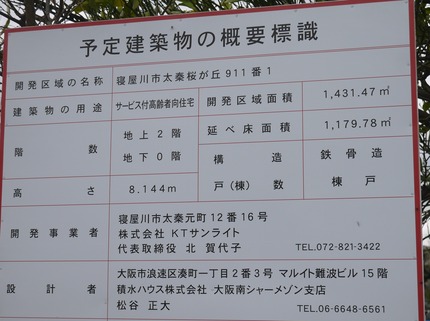 予定建築物の概要標識
開発区域の名称 寝屋川市太秦桜が丘911番1
建築物の用途 サービス付高齢者向住宅 開発区域面積 1,431.47㎡
階数 地上2階 地下0階 延べ床面積 1,179.78㎡
構造 鉄骨造
高さ 8.144m 戸(棟)数 棟 戸
開発事業者 寝屋川市太秦元町12番16号
株式会社 KTサンライト
代表取締役 北 賀代子 TEL.072-821-3422
設計者 大阪市浪速区湊町一丁目2番3号 マルイト難波ビル15階
積水ハウス株式会社 大阪南シャーメゾン支店
松谷 正大 TEL.06-6648-6561